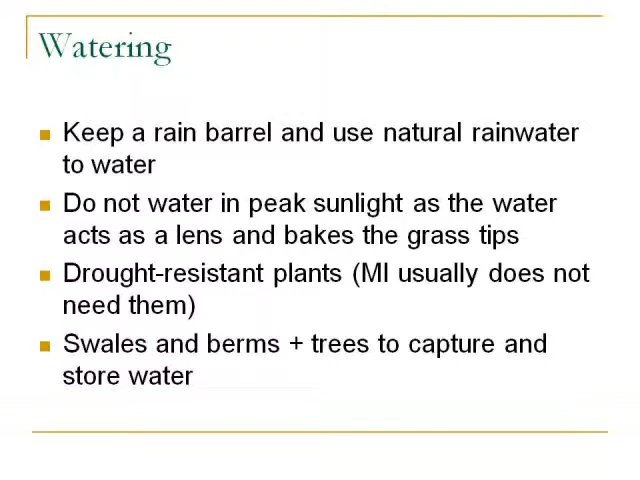 Watering
Keep a rain barrel and use natural rainwater
to water
Do not water in peak sunlight as the water
acts as a lens and bakes the grass tips
Drought-resistant plants (MI usually does not
need them)
Swales and berms + trees to capture and
store water